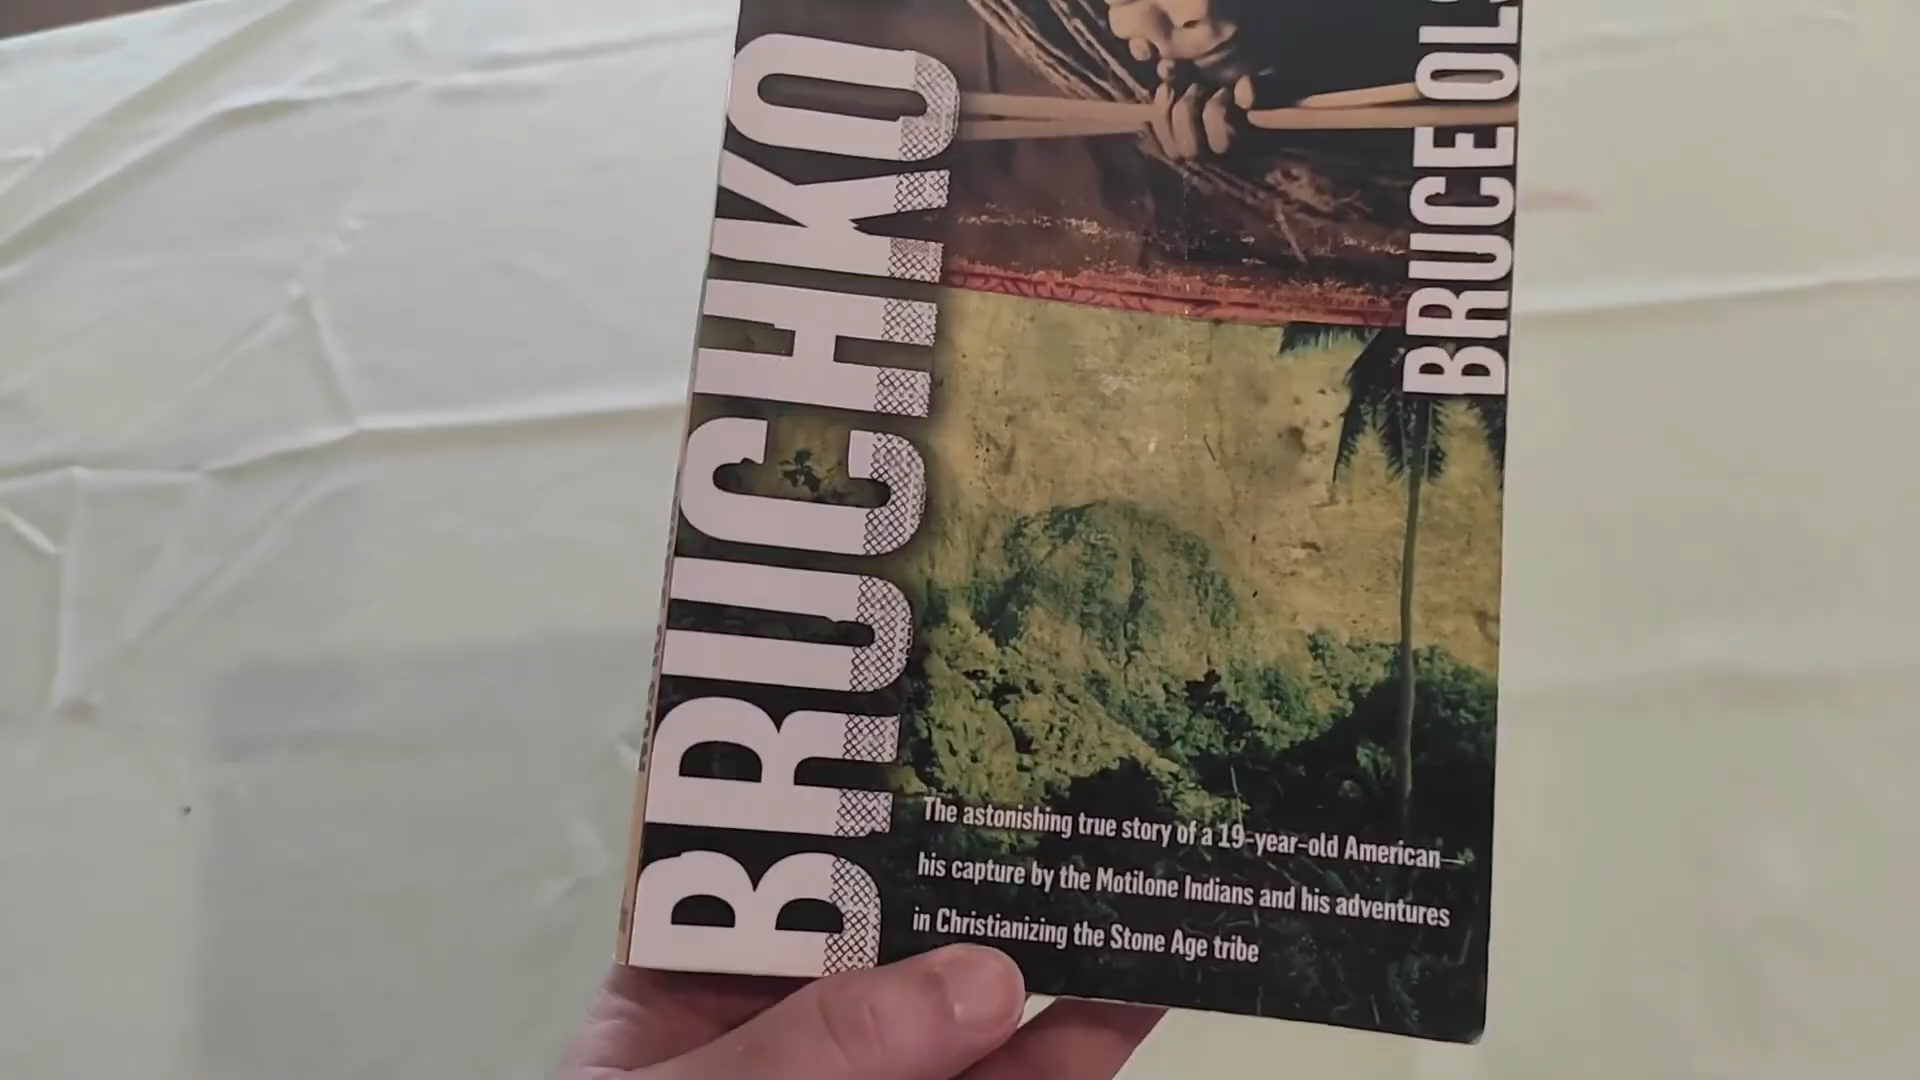 BRUCHKO
BRUCE
The astonishing true story of a 19-year-old American—
his capture by the Motilone Indians and his adventures
in Christianizing the Stone Age tribe